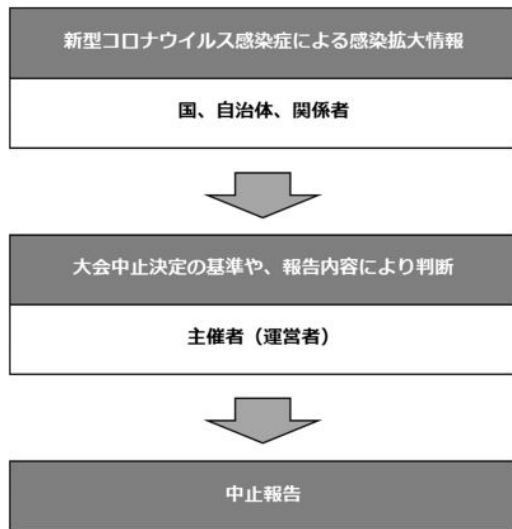 新型コロナウイルス感染症による感染拡大情報
国、自治体、関係者
大会中止決定の基準や、報告内容により判断
主催者（運営者）
中止報告